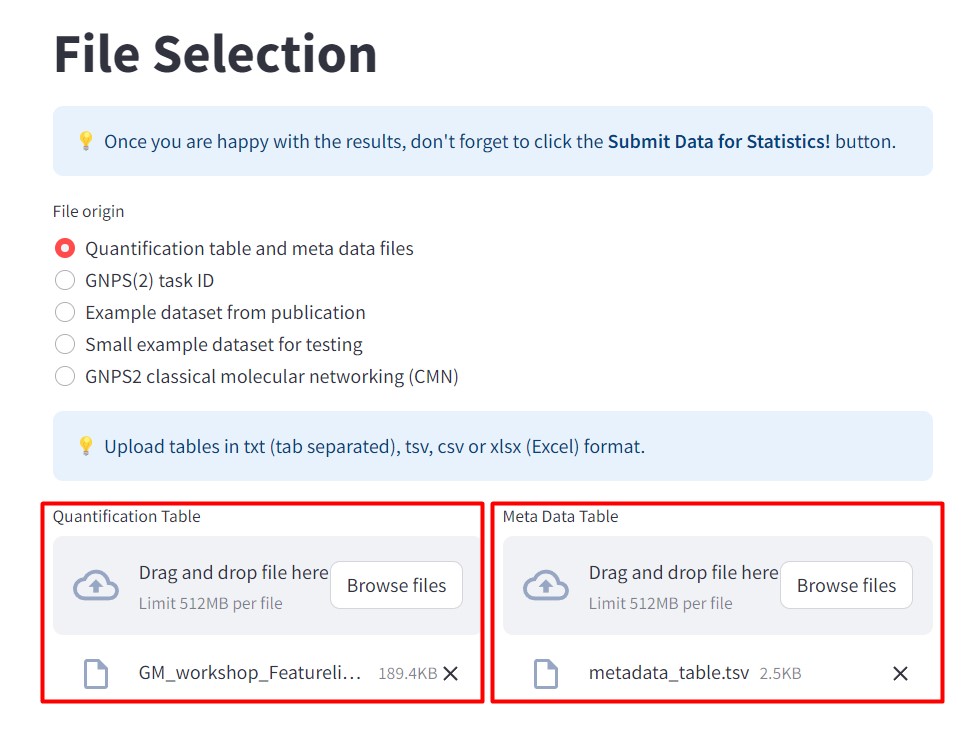 File Selection
Once you are happy with the results, don't forget to click the Submit Data for Statistics! button.
File origin
Quantification table and meta data files
GNPS(2) task ID
Example dataset from publication
Small example dataset for testing
GNPS2 classical molecular networking (CMN)
Upload tables in txt (tab separated), tsv, csv or xlsx (Excel) format.
Quantification Table
Drag and drop file here
Limit 512MB per file
Browse files
GM_workshop_Featureli... 189.4KB
Meta Data Table
Drag and drop file here
Limit 512MB per file
Browse files
metadata_table.tsv 2.5KB